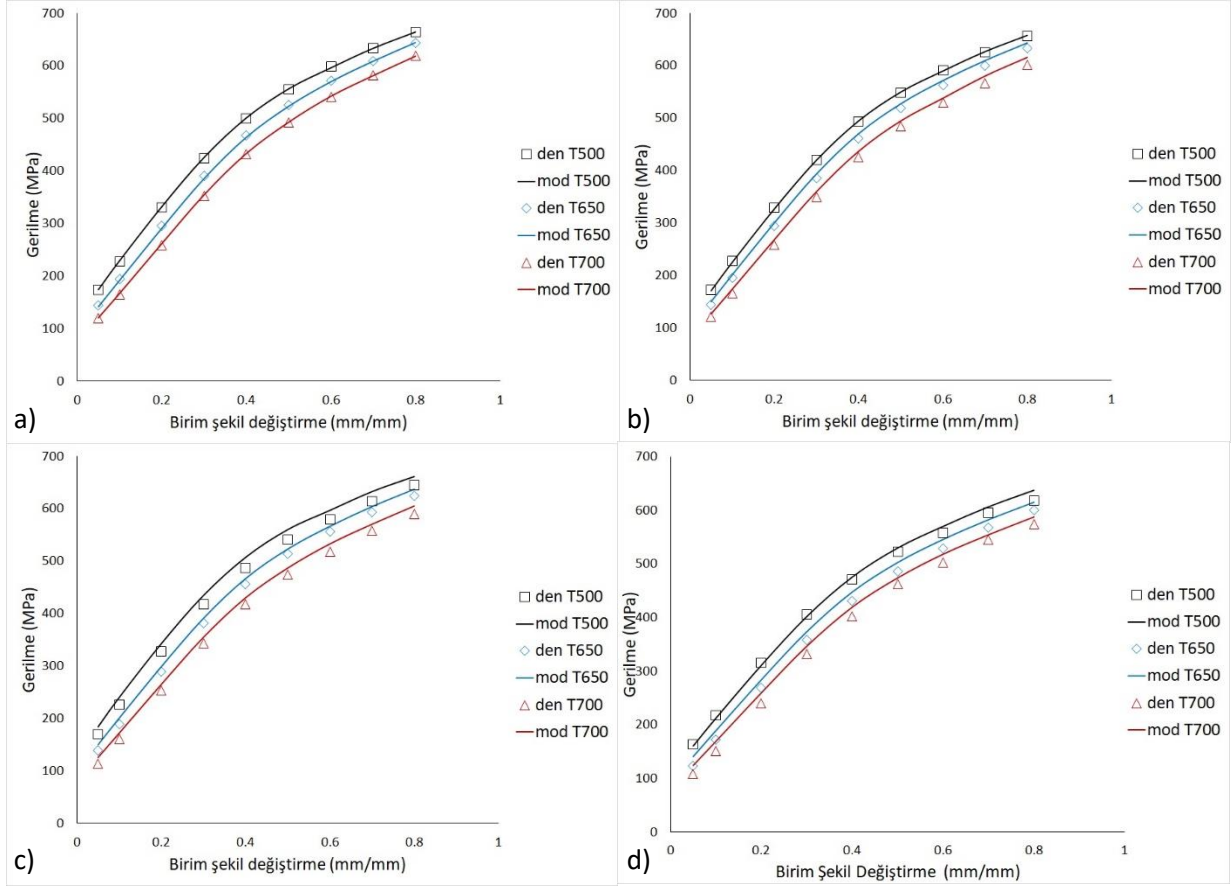 700
600
500
400
300
200
100
0
Gerilme (MPa)
0 0.2 0.4 0.6 0.8 1
Birim şekil değiştirme (mm/mm)
den T500
mod T500
den T650
mod T650
den T700
mod T700
a)
700
600
500
400
300
200
100
0
Gerilme (MPa)
0 0.2 0.4 0.6 0.8 1
Birim şekil değiştirme (mm/mm)
den T500
mod T500
den T650
mod T650
den T700
mod T700
b)
700
600
500
400
300
200
100
0
Gerilme (MPa)
0 0.2 0.4 0.6 0.8 1
Birim şekil değiştirme (mm/mm)
den T500
mod T500
den T650
mod T650
den T700
mod T700
c)
700
600
500
400
300
200
100
0
Gerilme (MPa)
0 0.2 0.4 0.6 0.8 1
Birim Şekil Değiştirme (mm/mm)
den T500
mod T500
den T650
mod T650
den T700
mod T700
d)